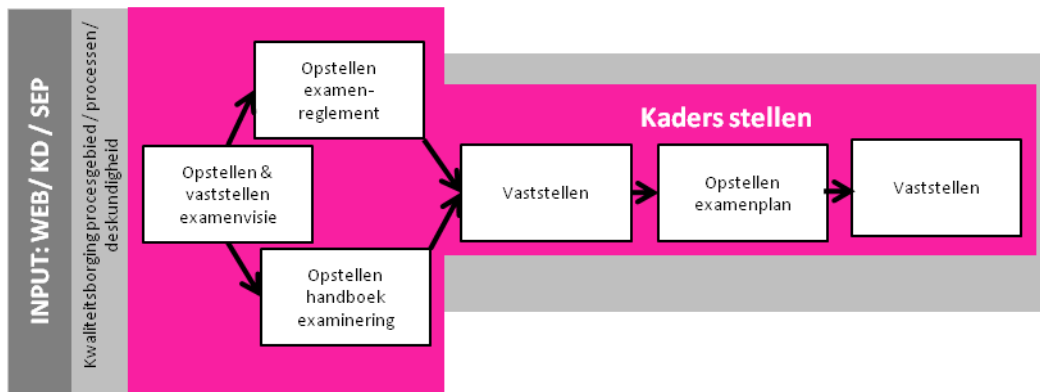 INPUT: WEB/ KD / SEP
Kwaliteitsborging procesgebied / processen /
deskundigheid
Opstellen
examen-
reglement
Kaders stellen
Opstellen &
vaststellen
examenvisie
Vaststellen
Opstellen
examenplan
Vaststellen
Opstellen
handboek
examinering